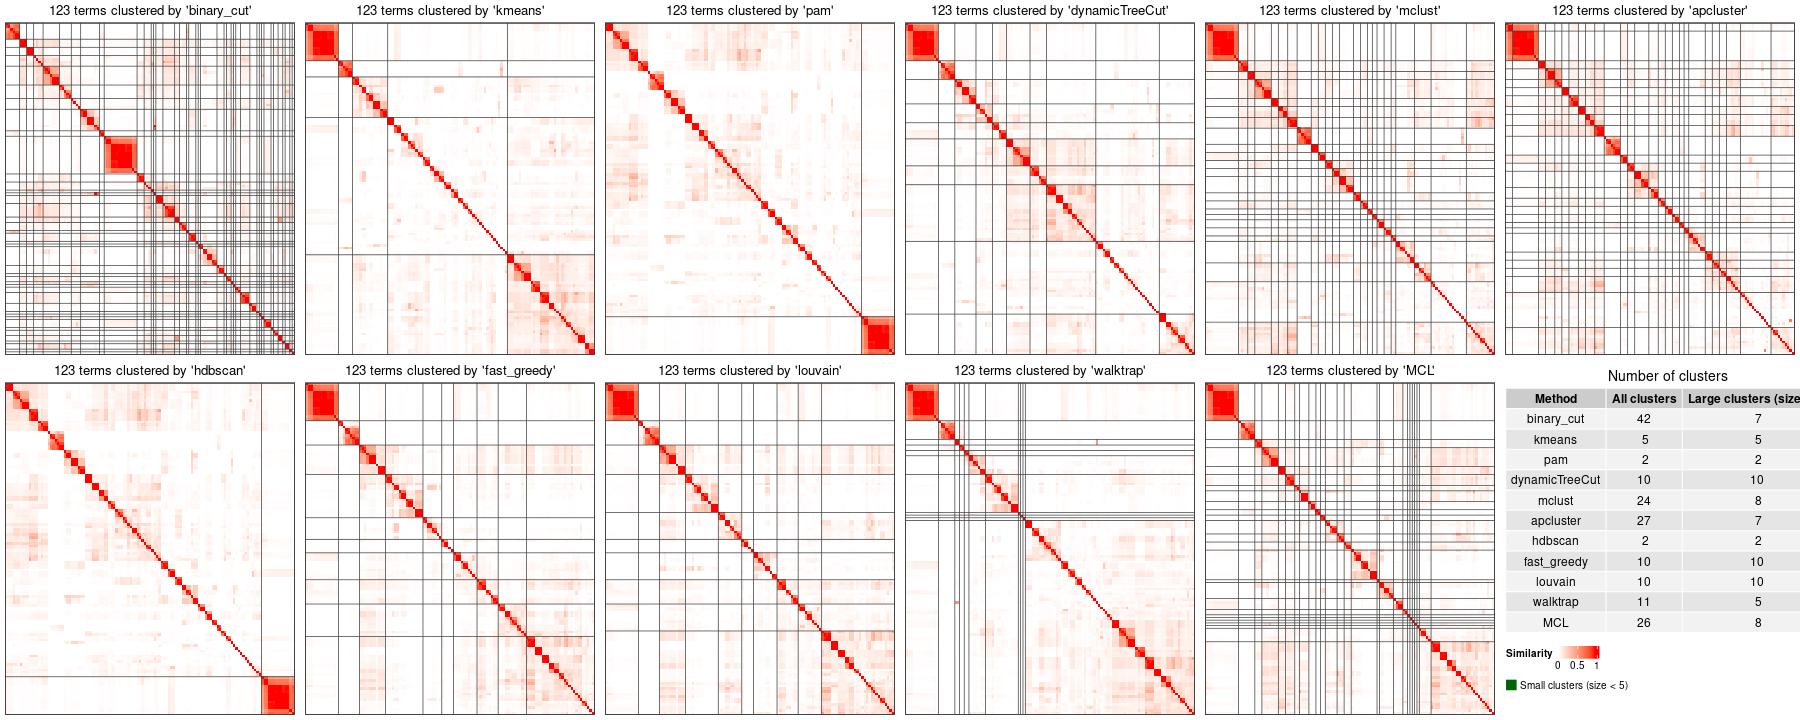 123 terms clustered by 'binary_cut'
123 terms clustered by 'kmeans'
123 terms clustered by 'pam'
123 terms clustered by 'dynamicTreeCut'
123 terms clustered by 'mclust'
123 terms clustered by 'apcluster'
123 terms clustered by 'hdbscan'
123 terms clustered by 'fast_greedy'
123 terms clustered by 'louvain'
123 terms clustered by 'walktrap'
123 terms clustered by 'MCL'
Number of clusters
Method All clusters Large clusters (size
binary_cut 42 7
kmeans 5 5
pam 2 2
dynamicTreeCut 10 10
mclust 24 8
apcluster 27 7
hdbscan 2 2
fast_greedy 10 10
louvain 10 10
walktrap 11 5
MCL 26 8
Similarity
0 0.5 1
Small clusters (size < 5)